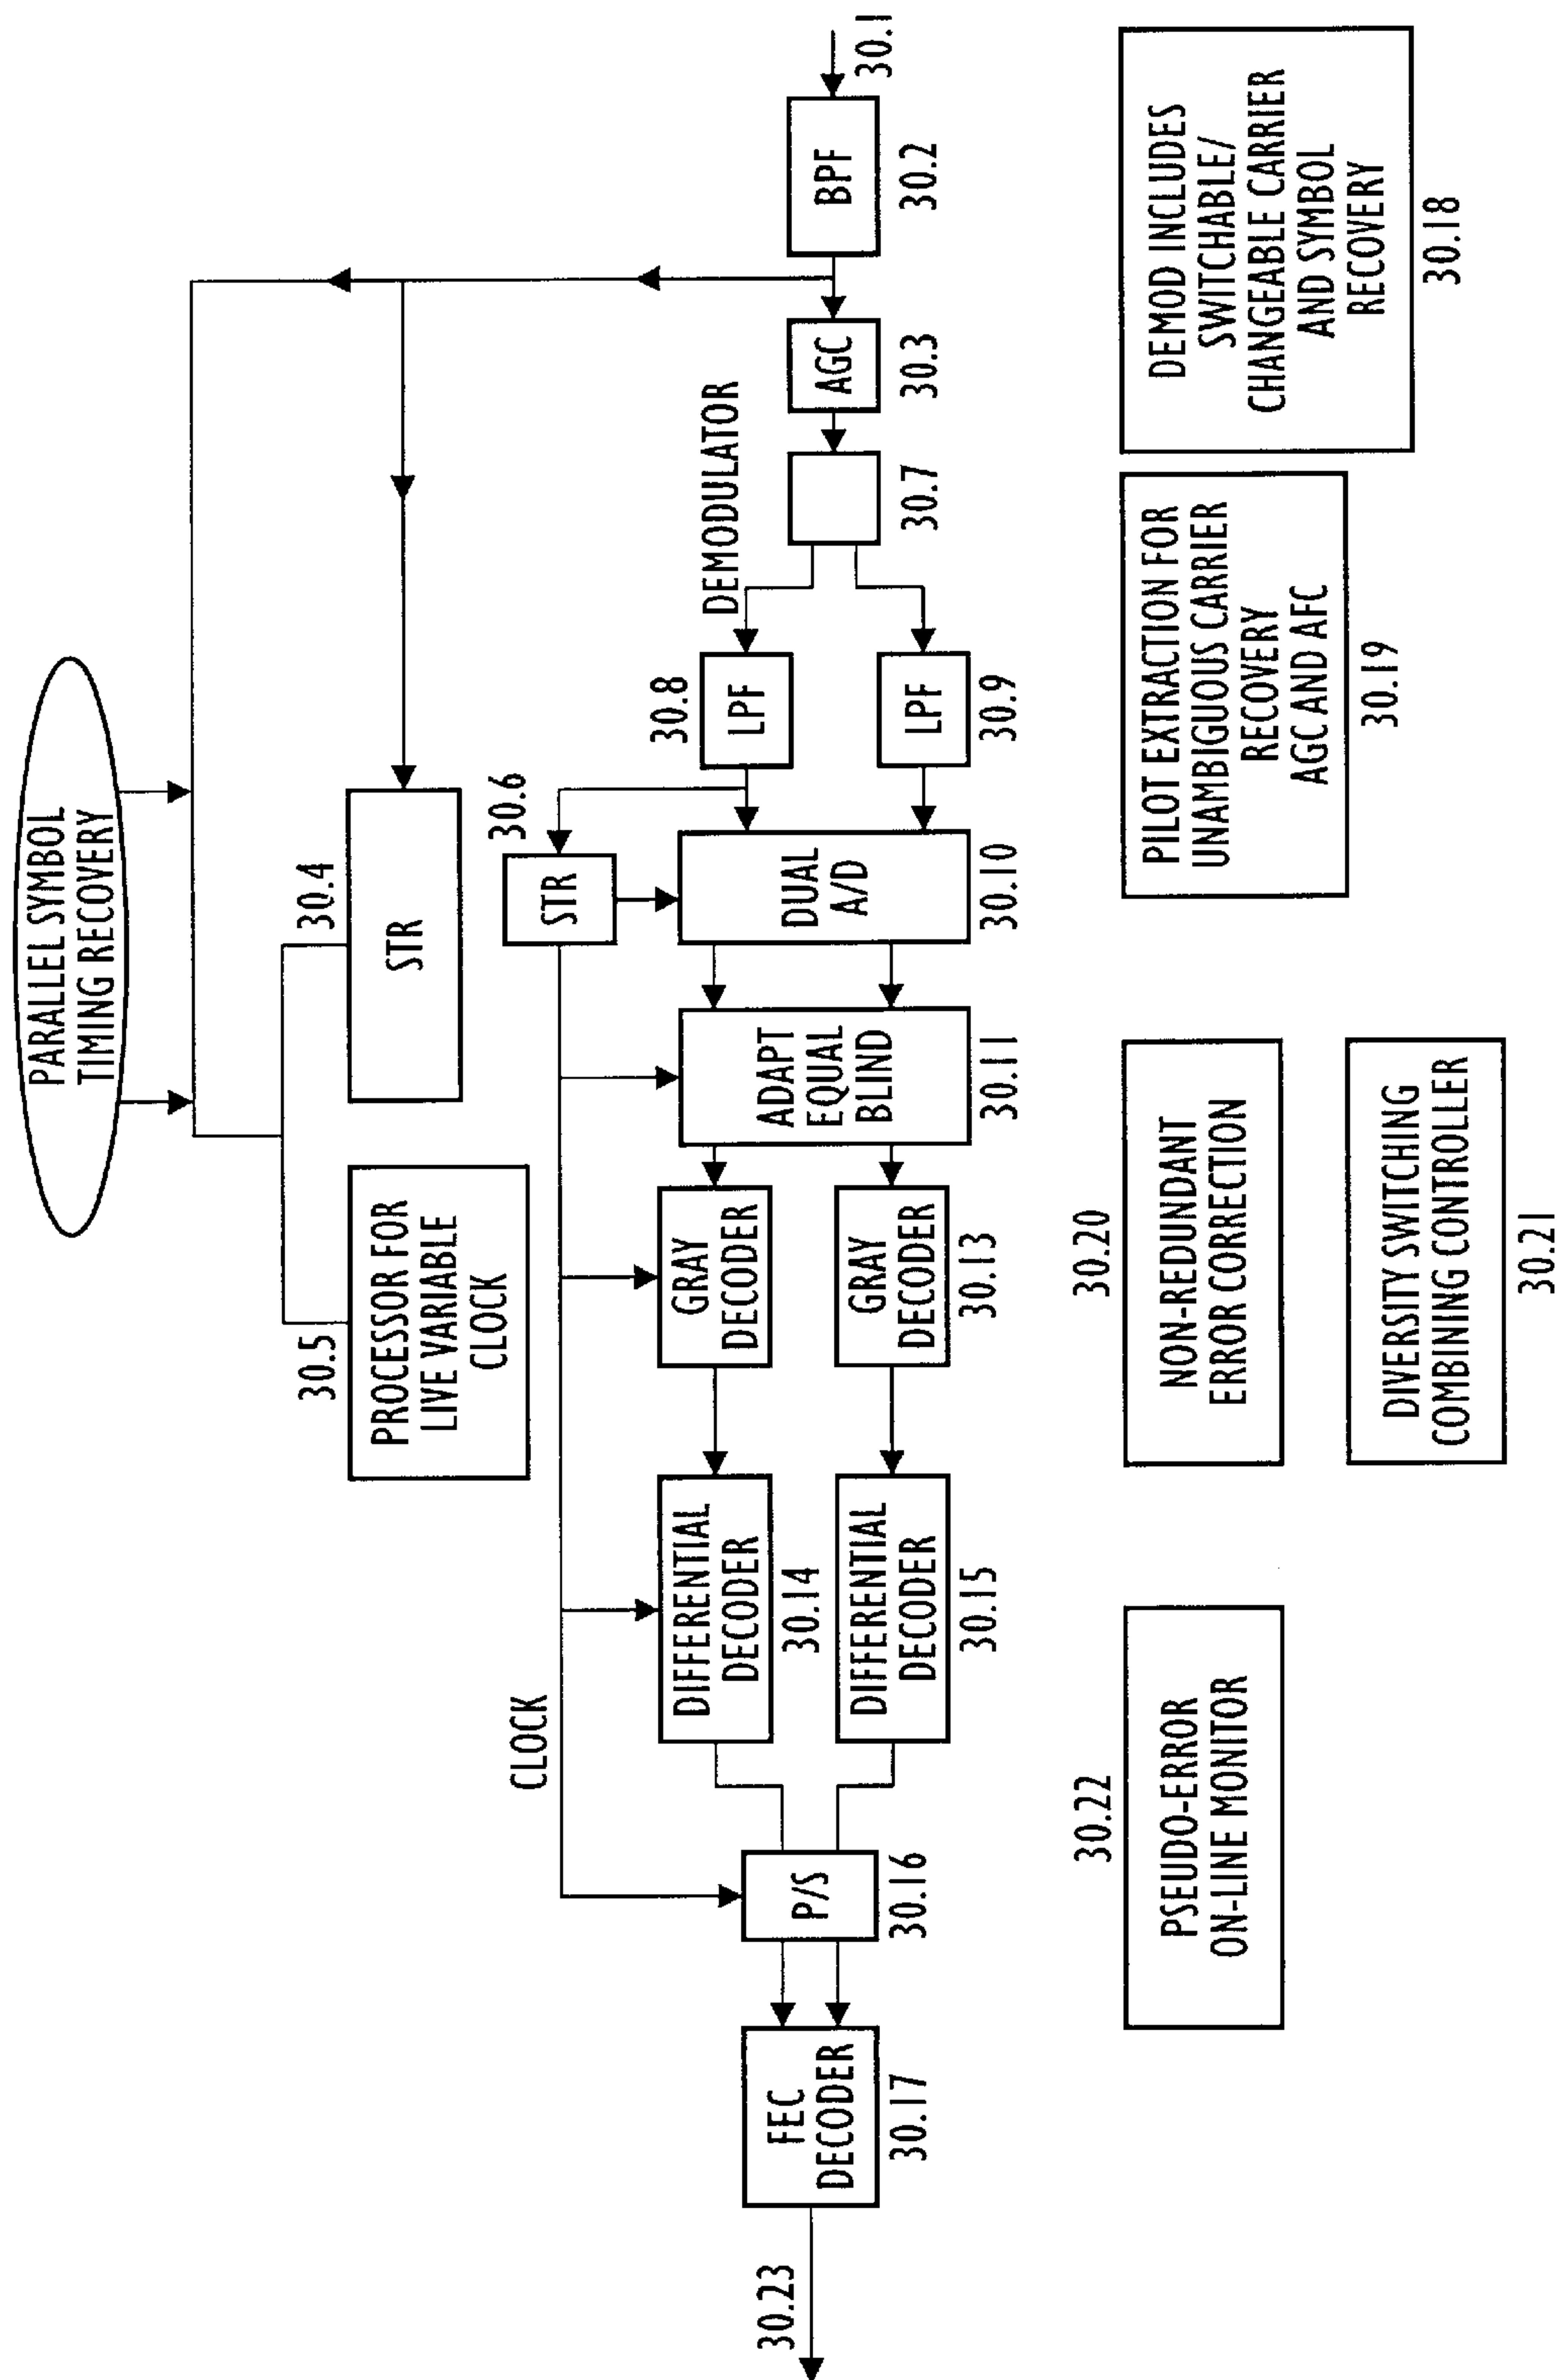 PARALLEL SYMBOL
TIMING RECOVERY
30.5
PROCESSOR FOR
LIVE VARIABLE
CLOCK
30.4
STR
CLOCK
30.6
STR
30.23
FEC
DECODER
30.17
P/S
30.16
DIFFERENTIAL
DECODER
30.14
DIFFERENTIAL
DECODER
30.15
GRAY
DECODER
GRAY
DECODER
30.13
ADAPT
EQUAL
BLIND
30.11
DUAL
A/D
30.10
30.8
LPF
LPF
30.9
DEMODULATOR
30.7
AGC
30.3
BPF
30.2
30.1
30.22
PSEUDO-ERROR
ON-LINE MONITOR
30.20
NON-REDUNDANT
ERROR CORRECTION
DIVERSITY SWITCHING
COMBINING CONTROLLER
30.21
PILOT EXTRACTION FOR
UNAMBIGUOUS CARRIER
RECOVERY
AGC AND AFC
30.19
DEMOD INCLUDES
SWITCHABLE/
CHANGEABLE CARRIER
AND SYMBOL
RECOVERY
30.18